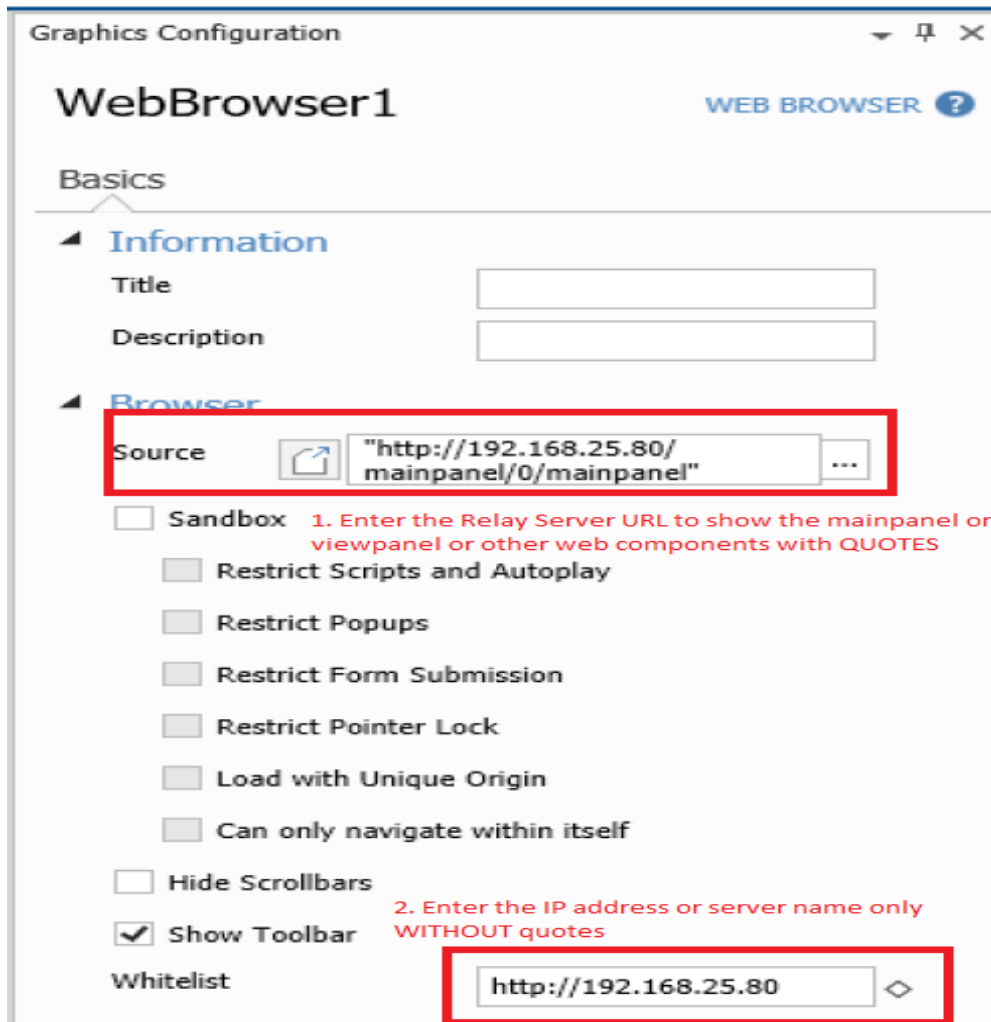 Graphics Configuration
WebBrowser1
WEB BROWSER ?
Basics
Information
Title
Description
Browser
Source
"http://192.168.25.80/
mainpanel/0/mainpanel"
...
Sandbox
1. Enter the Relay Server URL to show the mainpanel or
viewpanel or other web components with QUOTES
Restrict Scripts and Autoplay
Restrict Popups
Restrict Form Submission
Restrict Pointer Lock
Load with Unique Origin
Can only navigate within itself
Hide Scrollbars
2. Enter the IP address or server name only
WITHOUT quotes
Show Toolbar
Whitelist
http://192.168.25.80